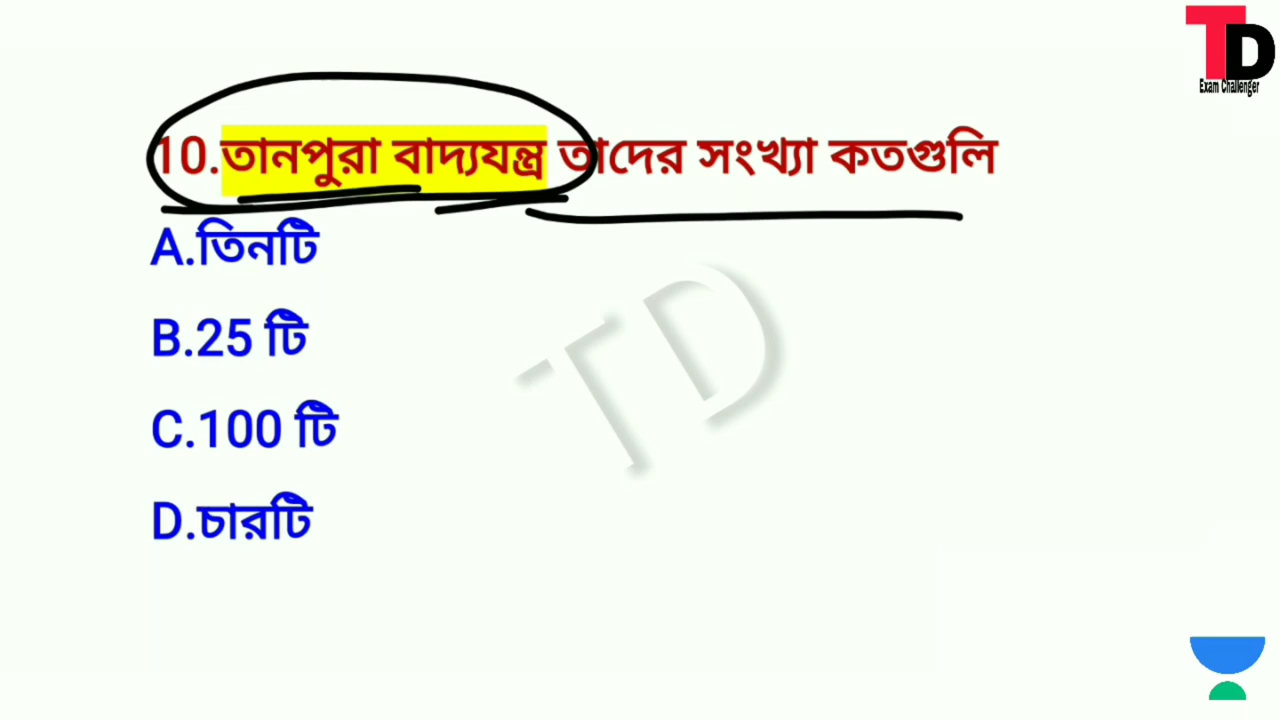 TD
Exam Challenger
10.তানপুরা বাদ্যযন্ত্র তাদের সংখ্যা কতগুলি
A.তিনটি
B.25 টি
C.100 টি
D.চারটি
TD